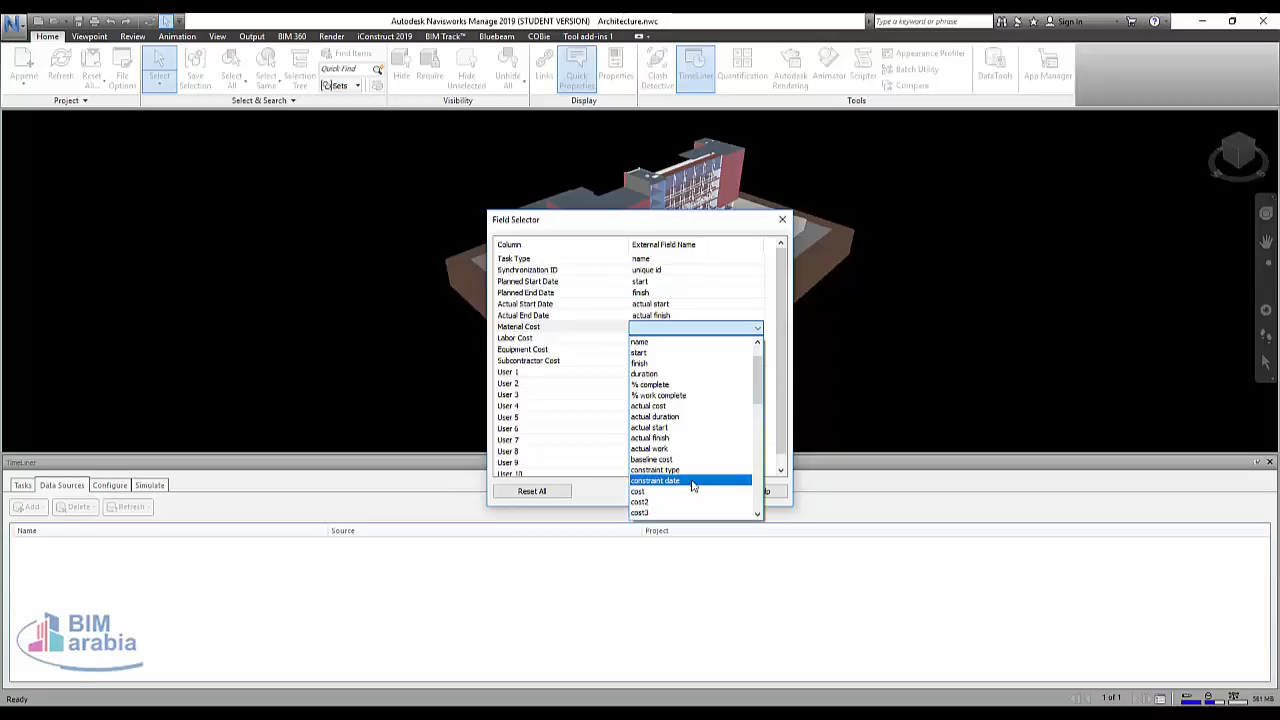 Autodesk Navisworks Manage 2019 (STUDENT VERSION) Architecture.nwc
Type a keyword or phrase
Sign In
Home Viewpoint Review Animation View Output BIM 360 Render iConstruct 2019 BIM Track™ Bluebeam COBie Tool add-ins 1
Append
Refresh
Reset All...
File Options
Project
Select
Save Selection
Select All
Select Same
Selection Tree
Find Items
Quick Find
Sets
Select & Search
Hide
Require
Hide Unselected
Unhide All
Visibility
Links
Quick Properties
Properties
Display
Clash Detective
TimeLiner
Quantification
Autodesk Rendering
Animator
Scripter
Appearance Profiler
Batch Utility
Compare
Tools
DataTools
App Manager
Field Selector
Column External Field Name
Task Type name
Synchronization ID unique id
Planned Start Date start
Planned End Date finish
Actual Start Date actual start
Actual End Date actual finish
Material Cost
Labor Cost
Equipment Cost
Subcontractor Cost
User 1
User 2
User 3
User 4
User 5
User 6
User 7
User 8
User 9
User 10
name
start
finish
duration
% complete
% work complete
actual cost
actual duration
actual start
actual finish
actual work
baseline cost
constraint type
constraint date
cost
cost2
cost3
Reset All
TimeLiner
Tasks Data Sources Configure Simulate
Add Delete Refresh
Name Source Project
BIM
arabia
Ready
1 of 1
581 MB